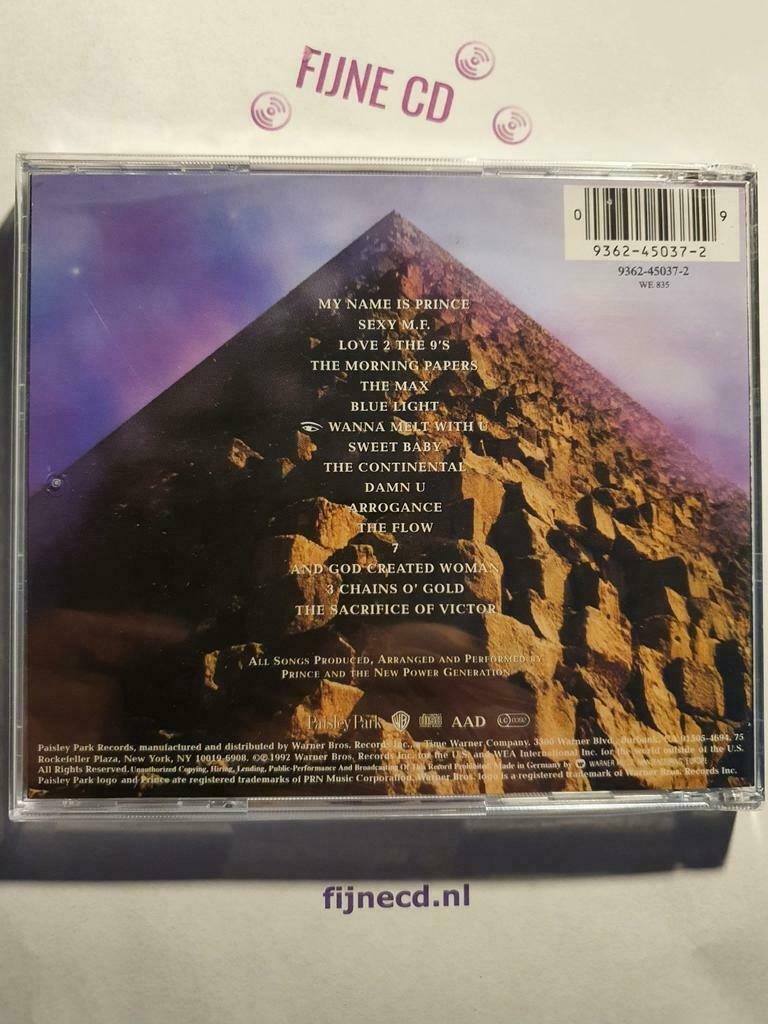 FIJNE CD
0 9
9362-45037-2
9362-45037-2
WE 835
MY NAME IS PRINCE
SEXY M.F.
LOVE 2 THE 9'S
THE MORNING PAPERS
THE MAX
BLUE LIGHT
WANNA MELT WITH U
SWEET BABY
THE CONTINENTAL
DAMN U
ARROGANCE
THE FLOW
7
AND GOD CREATED WOMAN
3 CHAINS O' GOLD
THE SACRIFICE OF VICTOR
ALL SONGS PRODUCED, ARRANGED AND PERFORMED BY
PRINCE AND THE NEW POWER GENERATION
Paisley Park WB AAD LC 0392
Paisley Park Records, manufactured and distributed by Warner Bros. Records Inc., a Time Warner Company. 3300 Warner Blvd., Burbank, CA 91505-4694. 75
Rockefeller Plaza, New York, NY 10019-6908. ©℗1992 Warner Bros. Records Inc. for the U.S. and WEA International Inc. for the world outside of the U.S.
All Rights Reserved. Unauthorized Copying, Hiring, Lending, Public-Performance And Broadcasting Of This Record Prohibited. Made in Germany by WARNER
Paisley Park logo and Prince are registered trademarks of PRN Music Corporation. Warner Bros. logo is a registered trademark of Warner Bros. Records Inc.
fijnecd.nl